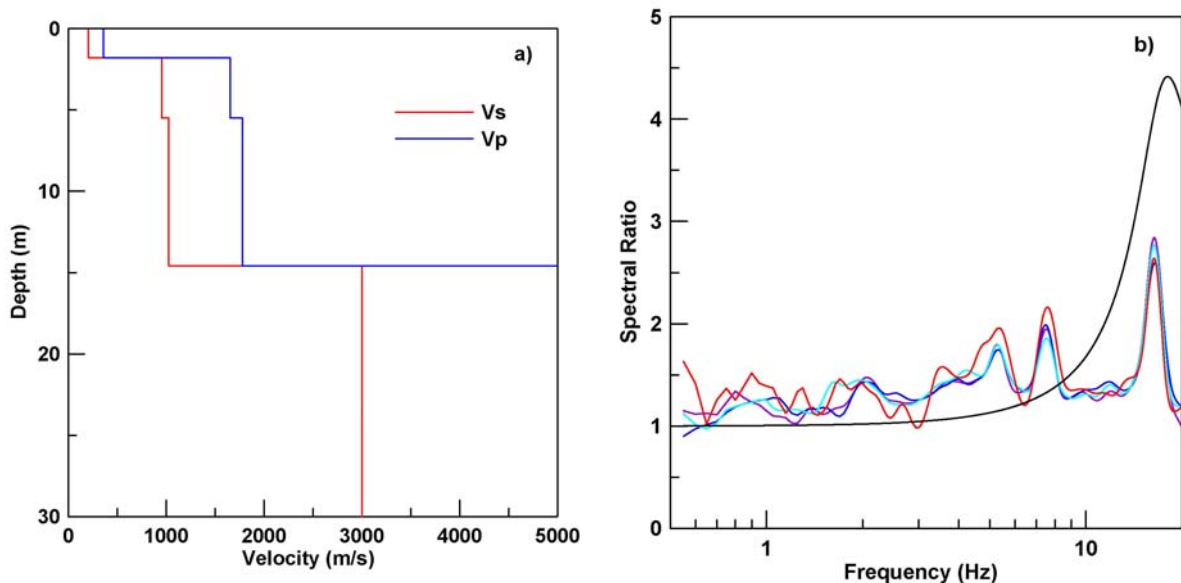 0
10
20
30
Depth (m)
0
1000
2000
3000
4000
5000
Velocity (m/s)
a)
Vs
Vp
5
4
3
2
1
0
Spectral Ratio
1
10
Frequency (Hz)
b)